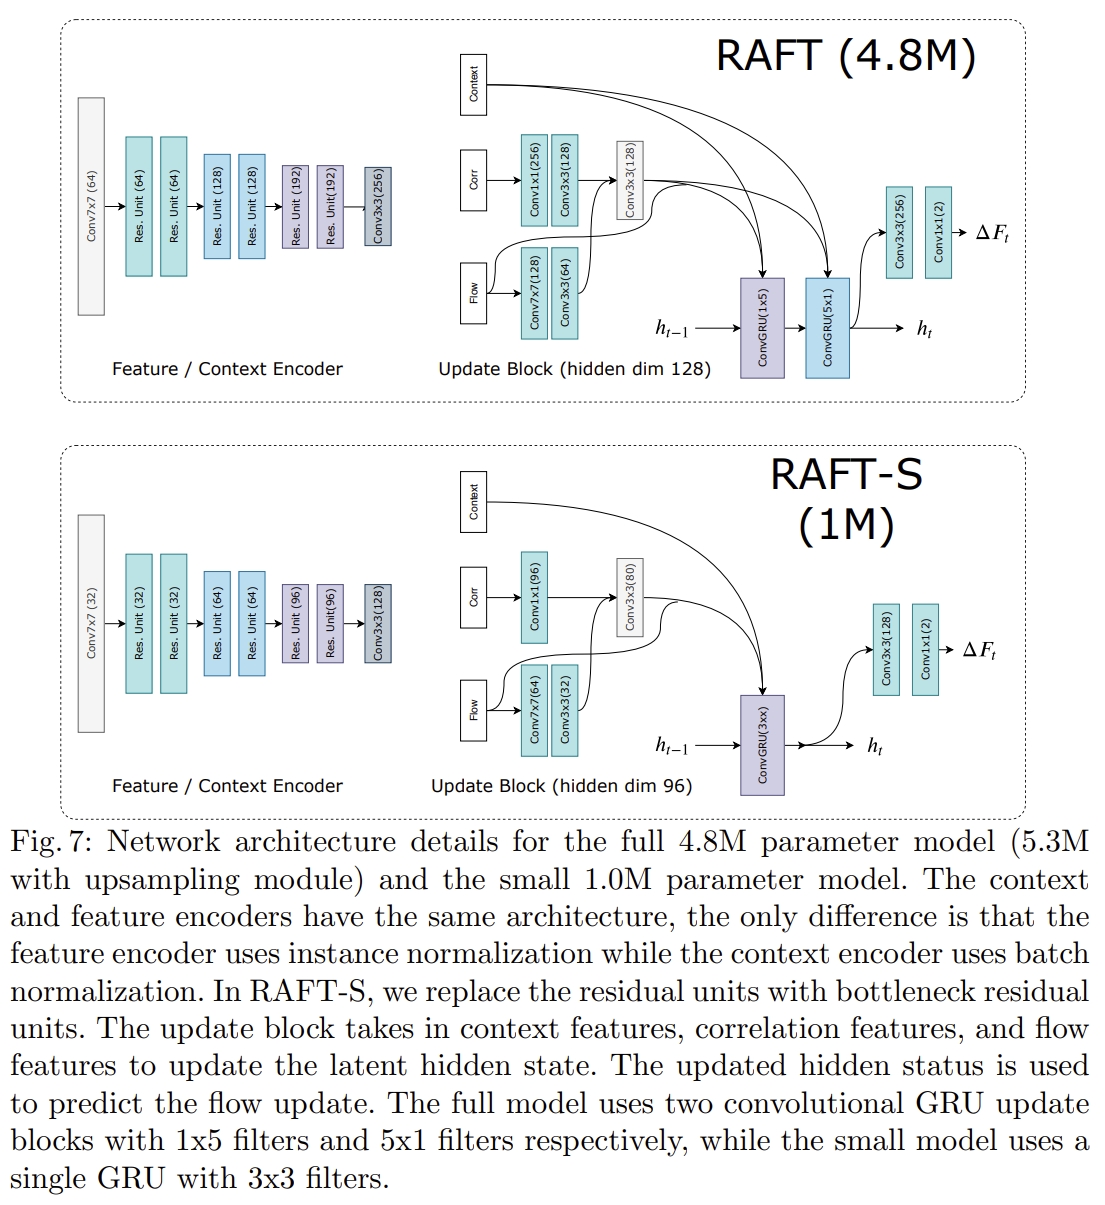 RAFT (4.8M)
Conv7x7 (64)
Res. Unit (64)
Res. Unit (64)
Res. Unit (128)
Res. Unit (128)
Res. Unit (192)
Res. Unit(192)
Conv3x3(256)
Feature / Context Encoder
Context
Corr
Conv1x1(256)
Conv3x3(128)
Conv3x3(128)
Flow
Conv7x7(128)
Conv3x3(64)
h_{t−1}
ConvGRU(1x5)
ConvGRU(5x1)
Conv3x3(256)
Conv1x1(2)
ΔF_t
h_t
Update Block (hidden dim 128)
RAFT-S
(1M)
Conv7x7 (32)
Res. Unit (32)
Res. Unit (32)
Res. Unit (64)
Res. Unit (64)
Res. Unit (96)
Res. Unit(96)
Conv3x3(128)
Feature / Context Encoder
Context
Corr
Conv1x1(96)
Conv3x3(80)
Flow
Conv7x7(64)
Conv3x3(32)
h_{t−1}
ConvGRU(3xx)
Conv3x3(128)
Conv1x1(2)
ΔF_t
h_t
Update Block (hidden dim 96)
Fig. 7: Network architecture details for the full 4.8M parameter model (5.3M
with upsampling module) and the small 1.0M parameter model. The context
and feature encoders have the same architecture, the only difference is that the
feature encoder uses instance normalization while the context encoder uses batch
normalization. In RAFT-S, we replace the residual units with bottleneck residual
units. The update block takes in context features, correlation features, and flow
features to update the latent hidden state. The updated hidden status is used
to predict the flow update. The full model uses two convolutional GRU update
blocks with 1x5 filters and 5x1 filters respectively, while the small model uses a
single GRU with 3x3 filters.